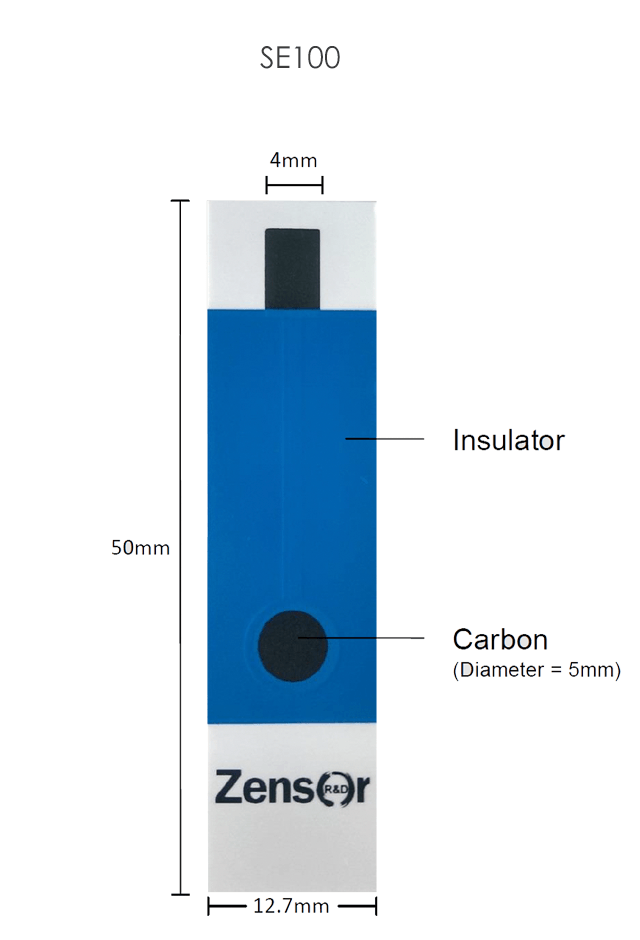 SE100
4mm
Insulator
50mm
Carbon
(Diameter = 5mm)
Zensor
R&D
12.7mm